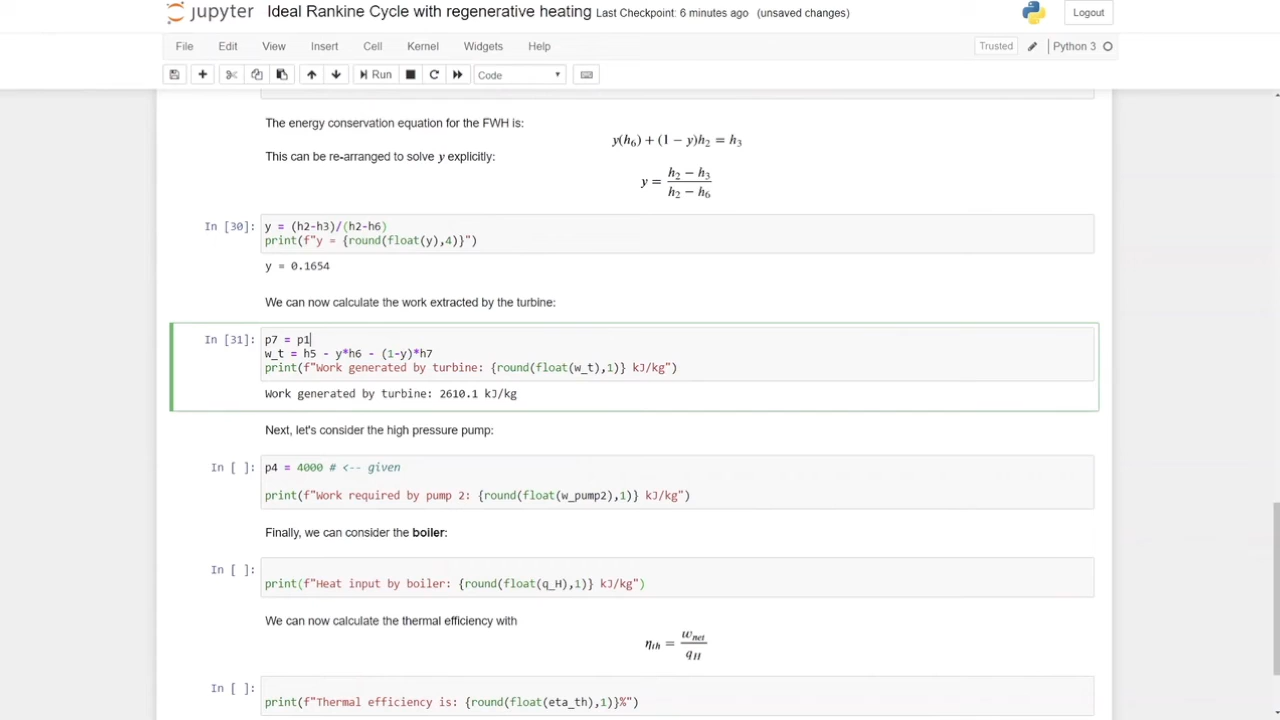 jupyter Ideal Rankine Cycle with regenerative heating Last Checkpoint: 6 minutes ago (unsaved changes) Logout
File Edit View Insert Cell Kernel Widgets Help Trusted Python 3
Run Code
The energy conservation equation for the FWH is:
y(h₆) + (1 − y)h₂ = h₃
This can be re-arranged to solve y explicitly:
y = (h₂ − h₃)/(h₂ − h₆)
In [30]: y = (h2-h3)/(h2-h6)
print(f"y = {round(float(y),4)}")
y = 0.1654
We can now calculate the work extracted by the turbine:
In [31]: p7 = p1
w_t = h5 - y*h6 - (1-y)*h7
print(f"Work generated by turbine: {round(float(w_t),1)} kJ/kg")
Work generated by turbine: 2610.1 kJ/kg
Next, let's consider the high pressure pump:
In [ ]: p4 = 4000 # <-- given
print(f"Work required by pump 2: {round(float(w_pump2),1)} kJ/kg")
Finally, we can consider the boiler:
In [ ]:
print(f"Heat input by boiler: {round(float(q_H),1)} kJ/kg")
We can now calculate the thermal efficiency with
η_th = w_net/q_H
In [ ]:
print(f"Thermal efficiency is: {round(float(eta_th),1)}%")